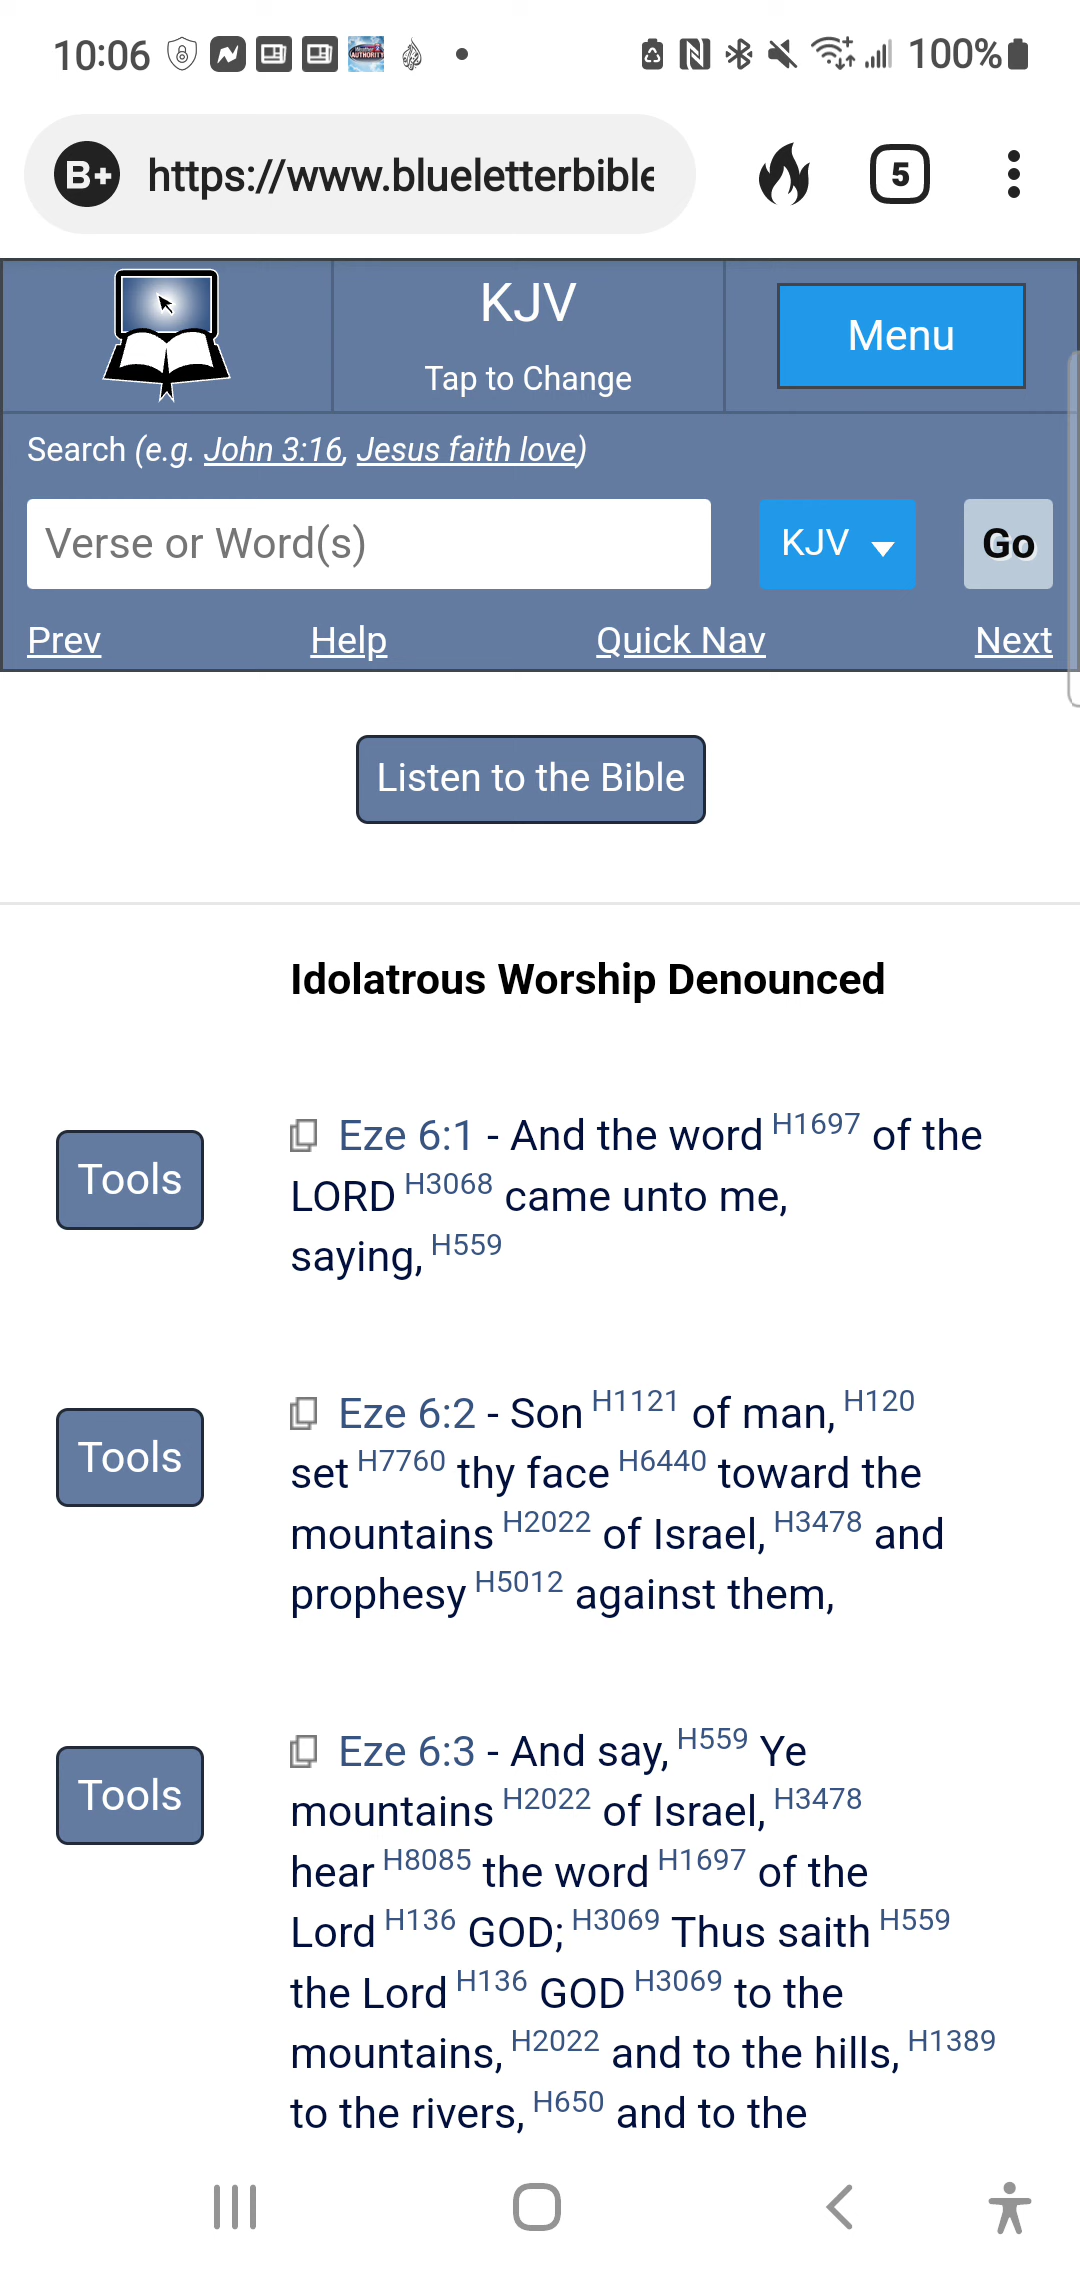 10:06 100%
B+ https://www.blueletterbible 5
KJV
Tap to Change
Menu
Search (e.g. John 3:16, Jesus faith love)
Verse or Word(s) KJV Go
Prev Help Quick Nav Next
Listen to the Bible
Idolatrous Worship Denounced
Tools
Eze 6:1 - And the word H1697 of the
LORD H3068 came unto me,
saying, H559
Tools
Eze 6:2 - Son H1121 of man, H120
set H7760 thy face H6440 toward the
mountains H2022 of Israel, H3478 and
prophesy H5012 against them,
Tools
Eze 6:3 - And say, H559 Ye
mountains H2022 of Israel, H3478
hear H8085 the word H1697 of the
Lord H136 GOD; H3069 Thus saith H559
the Lord H136 GOD H3069 to the
mountains, H2022 and to the hills, H1389
to the rivers, H650 and to the